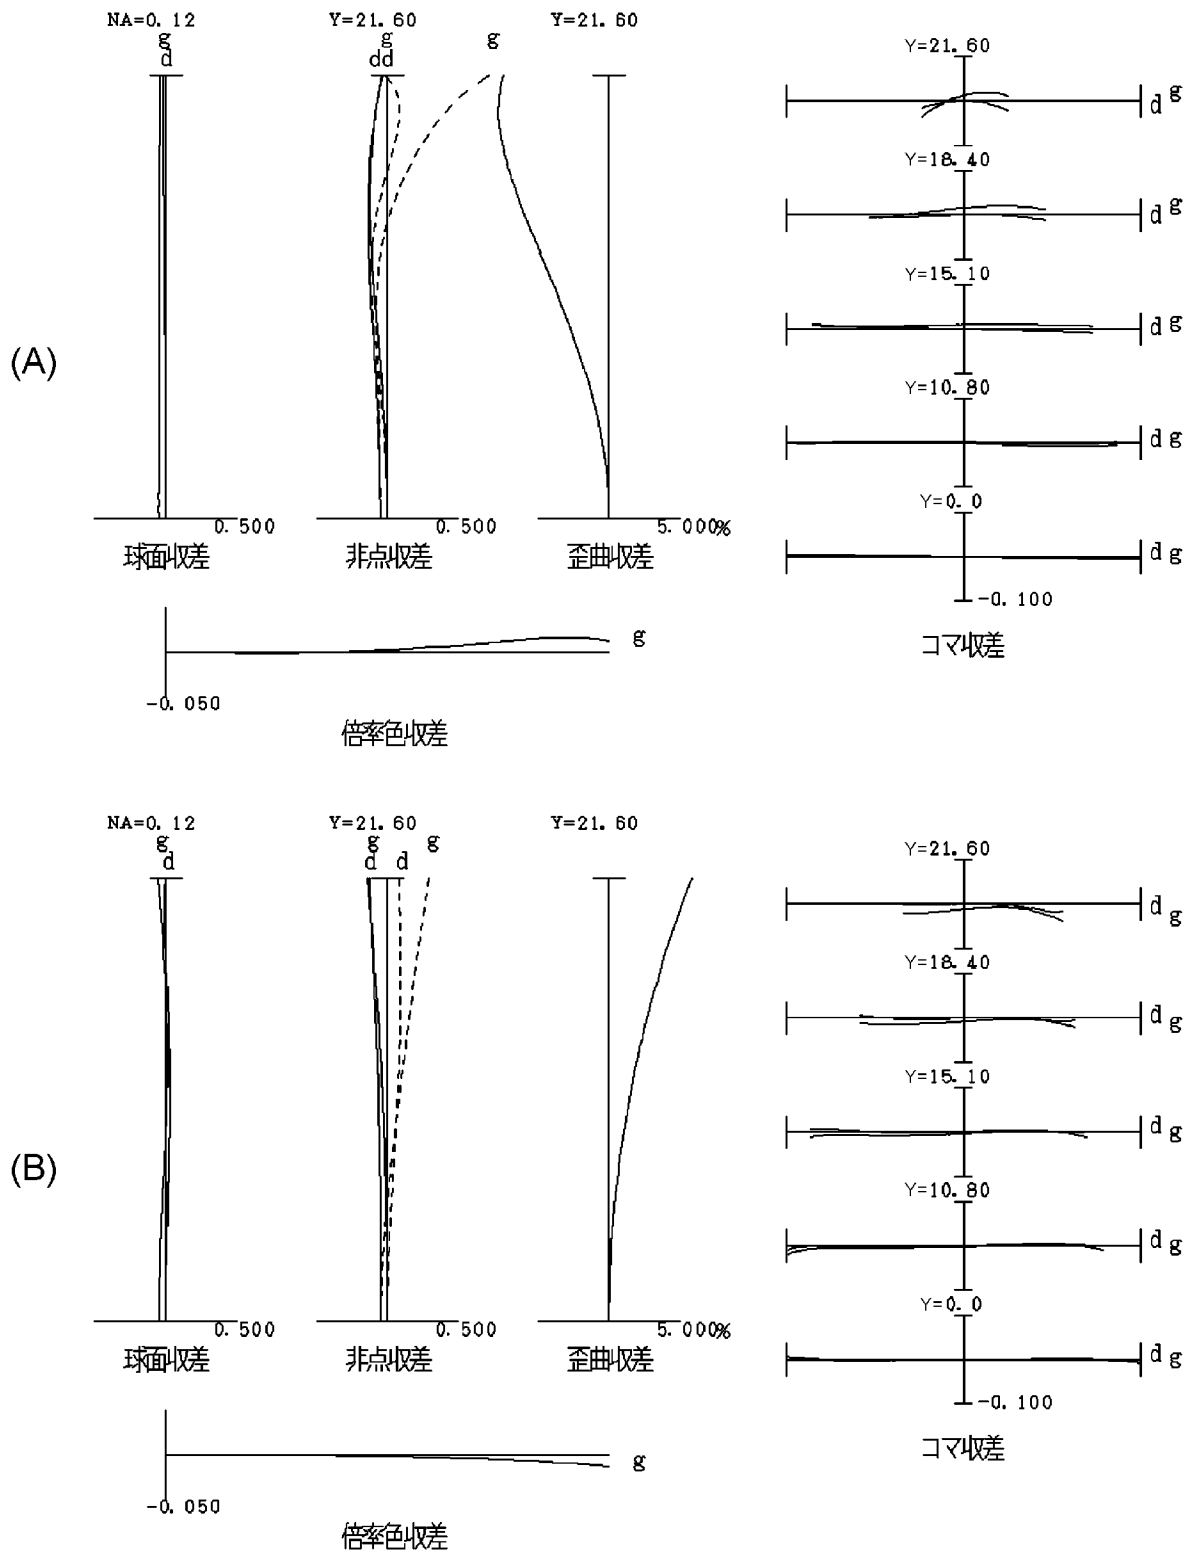 (A)
NA=0.12
g
d
0.500
球面収差
Y=21.60
g
d d
g
0.500
非点収差
Y=21.60
5.000%
歪曲収差
-0.050
g
倍率色収差
Y=21.60
d g
Y=18.40
d g
Y=15.10
d g
Y=10.80
d g
Y=0.0
d g
-0.100
コマ収差
(B)
NA=0.12
g
d
0.500
球面収差
Y=21.60
g g
d d
0.500
非点収差
Y=21.60
5.000%
歪曲収差
-0.050
g
倍率色収差
Y=21.60
d g
Y=18.40
d g
Y=15.10
d g
Y=10.80
d g
Y=0.0
d g
-0.100
コマ収差